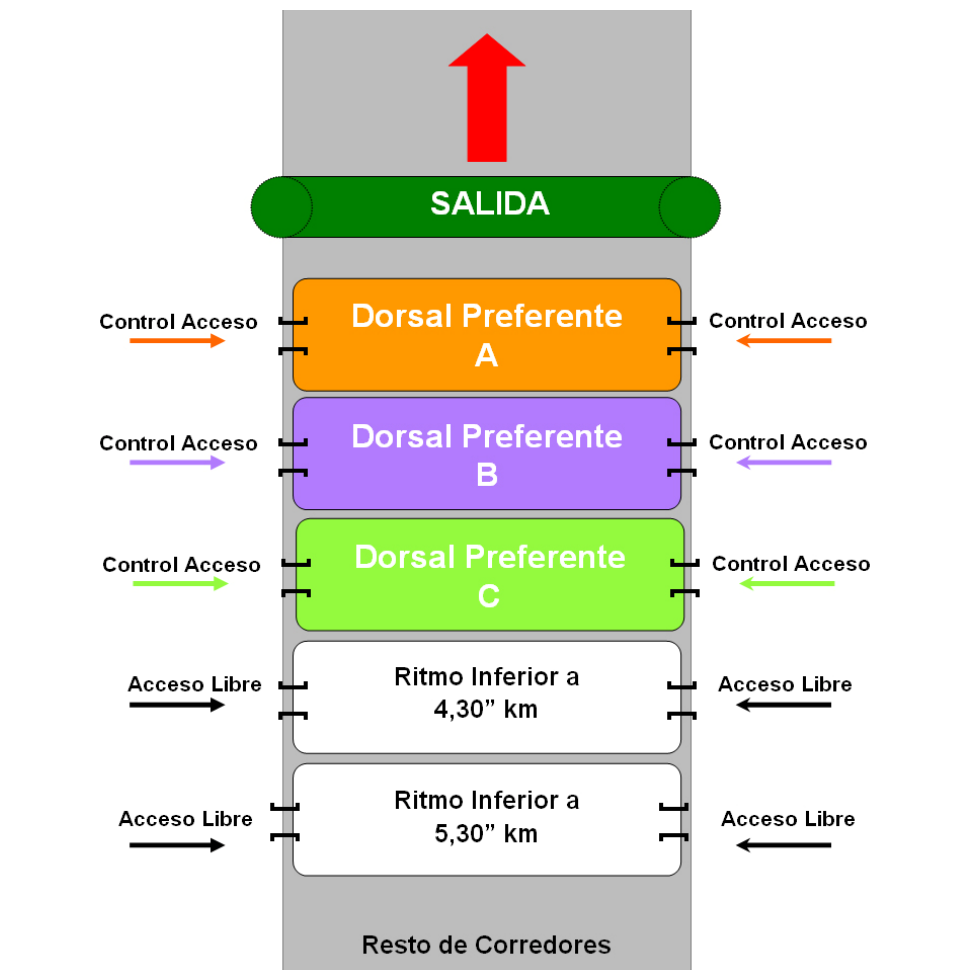 SALIDA
Dorsal Preferente
A
Control Acceso
Control Acceso
Dorsal Preferente
B
Control Acceso
Control Acceso
Dorsal Preferente
C
Control Acceso
Control Acceso
Ritmo Inferior a
4,30” km
Acceso Libre
Acceso Libre
Ritmo Inferior a
5,30” km
Acceso Libre
Acceso Libre
Resto de Corredores